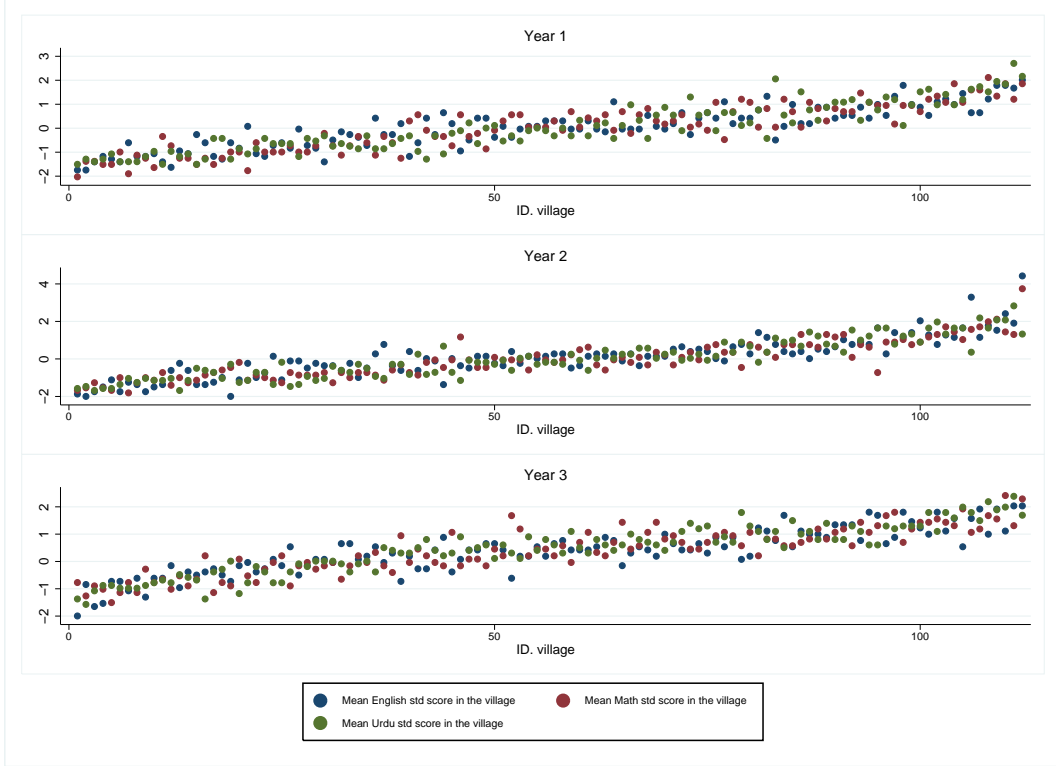 Year 1
3
2
1
0
−1
−2
0 50 100
ID. village
Year 2
4
2
0
−2
0 50 100
ID. village
Year 3
2
1
0
−1
−2
0 50 100
ID. village
Mean English std score in the village Mean Math std score in the village
Mean Urdu std score in the village